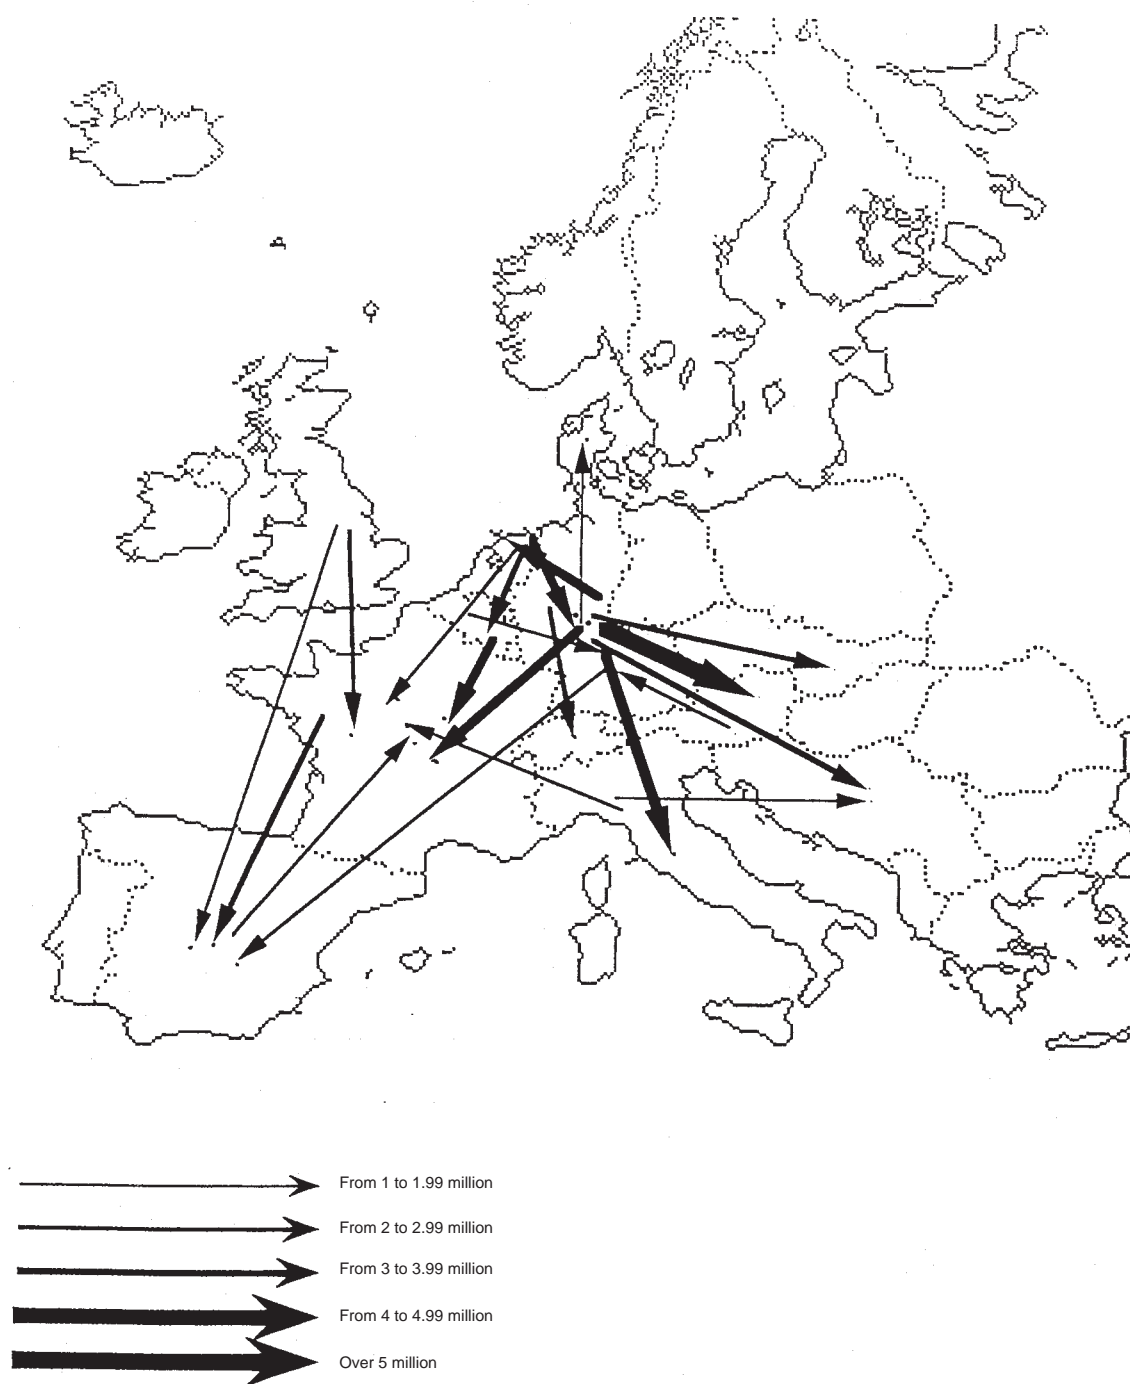 From 1 to 1.99 million
From 2 to 2.99 million
From 3 to 3.99 million
From 4 to 4.99 million
Over 5 million